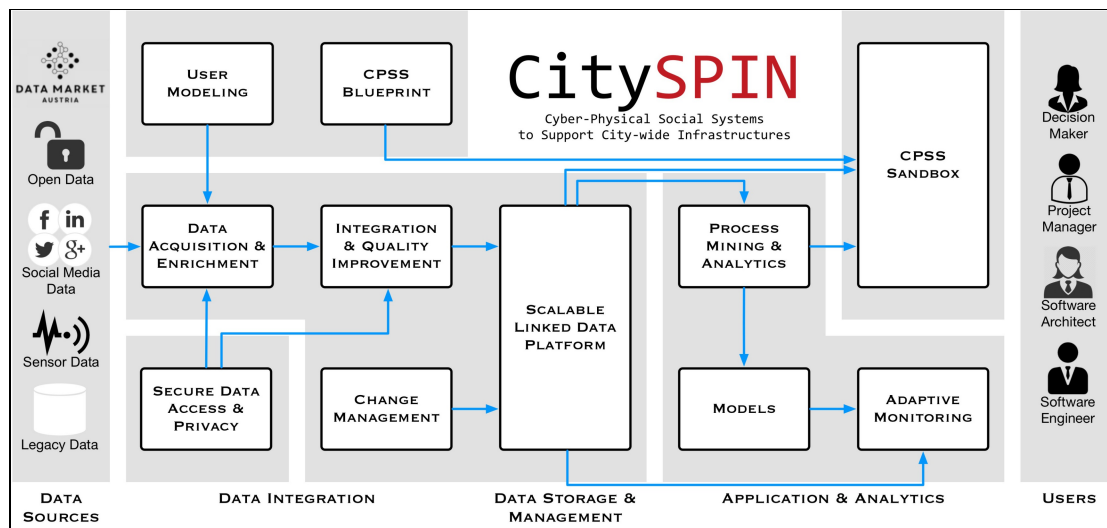 DATA MARKET
AUSTRIA
Open Data
f in
g+
Social Media
Data
Sensor Data
Legacy Data
DATA
SOURCES
USER
MODELING
CPSS
BLUEPRINT
CitySPIN
Cyber-Physical Social Systems
to Support City-wide Infrastructures
CPSS
SANDBOX
DATA
ACQUISITION &
ENRICHMENT
INTEGRATION
& QUALITY
IMPROVEMENT
SCALABLE
LINKED DATA
PLATFORM
PROCESS
MINING &
ANALYTICS
SECURE DATA
ACCESS &
PRIVACY
CHANGE
MANAGEMENT
MODELS
ADAPTIVE
MONITORING
DATA INTEGRATION
DATA STORAGE &
MANAGEMENT
APPLICATION & ANALYTICS
Decision
Maker
Project
Manager
Software
Architect
Software
Engineer
USERS